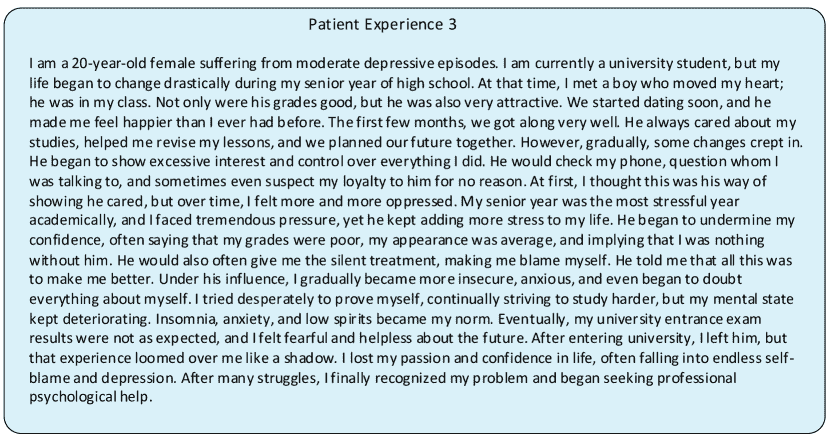 Patient Experience 3
I am a 20-year-old female suffering from moderate depressive episodes. I am currently a university student, but my
life began to change drastically during my senior year of high school. At that time, I met a boy who moved my heart;
he was in my class. Not only were his grades good, but he was also very attractive. We started dating soon, and he
made me feel happier than I ever had before. The first few months, we got along very well. He always cared about my
studies, helped me revise my lessons, and we planned our future together. However, gradually, some changes crept in.
He began to show excessive interest and control over everything I did. He would check my phone, question whom I
was talking to, and sometimes even suspect my loyalty to him for no reason. At first, I thought this was his way of
showing he cared, but over time, I felt more and more oppressed. My senior year was the most stressful year
academically, and I faced tremendous pressure, yet he kept adding more stress to my life. He began to undermine my
confidence, often saying that my grades were poor, my appearance was average, and implying that I was nothing
without him. He would also often give me the silent treatment, making me blame myself. He told me that all this was
to make me better. Under his influence, I gradually became more insecure, anxious, and even began to doubt
everything about myself. I tried desperately to prove myself, continually striving to study harder, but my mental state
kept deteriorating. Insomnia, anxiety, and low spirits became my norm. Eventually, my university entrance exam
results were not as expected, and I felt fearful and helpless about the future. After entering university, I left him, but
that experience loomed over me like a shadow. I lost my passion and confidence in life, often falling into endless self-
blame and depression. After many struggles, I finally recognized my problem and began seeking professional
psychological help.